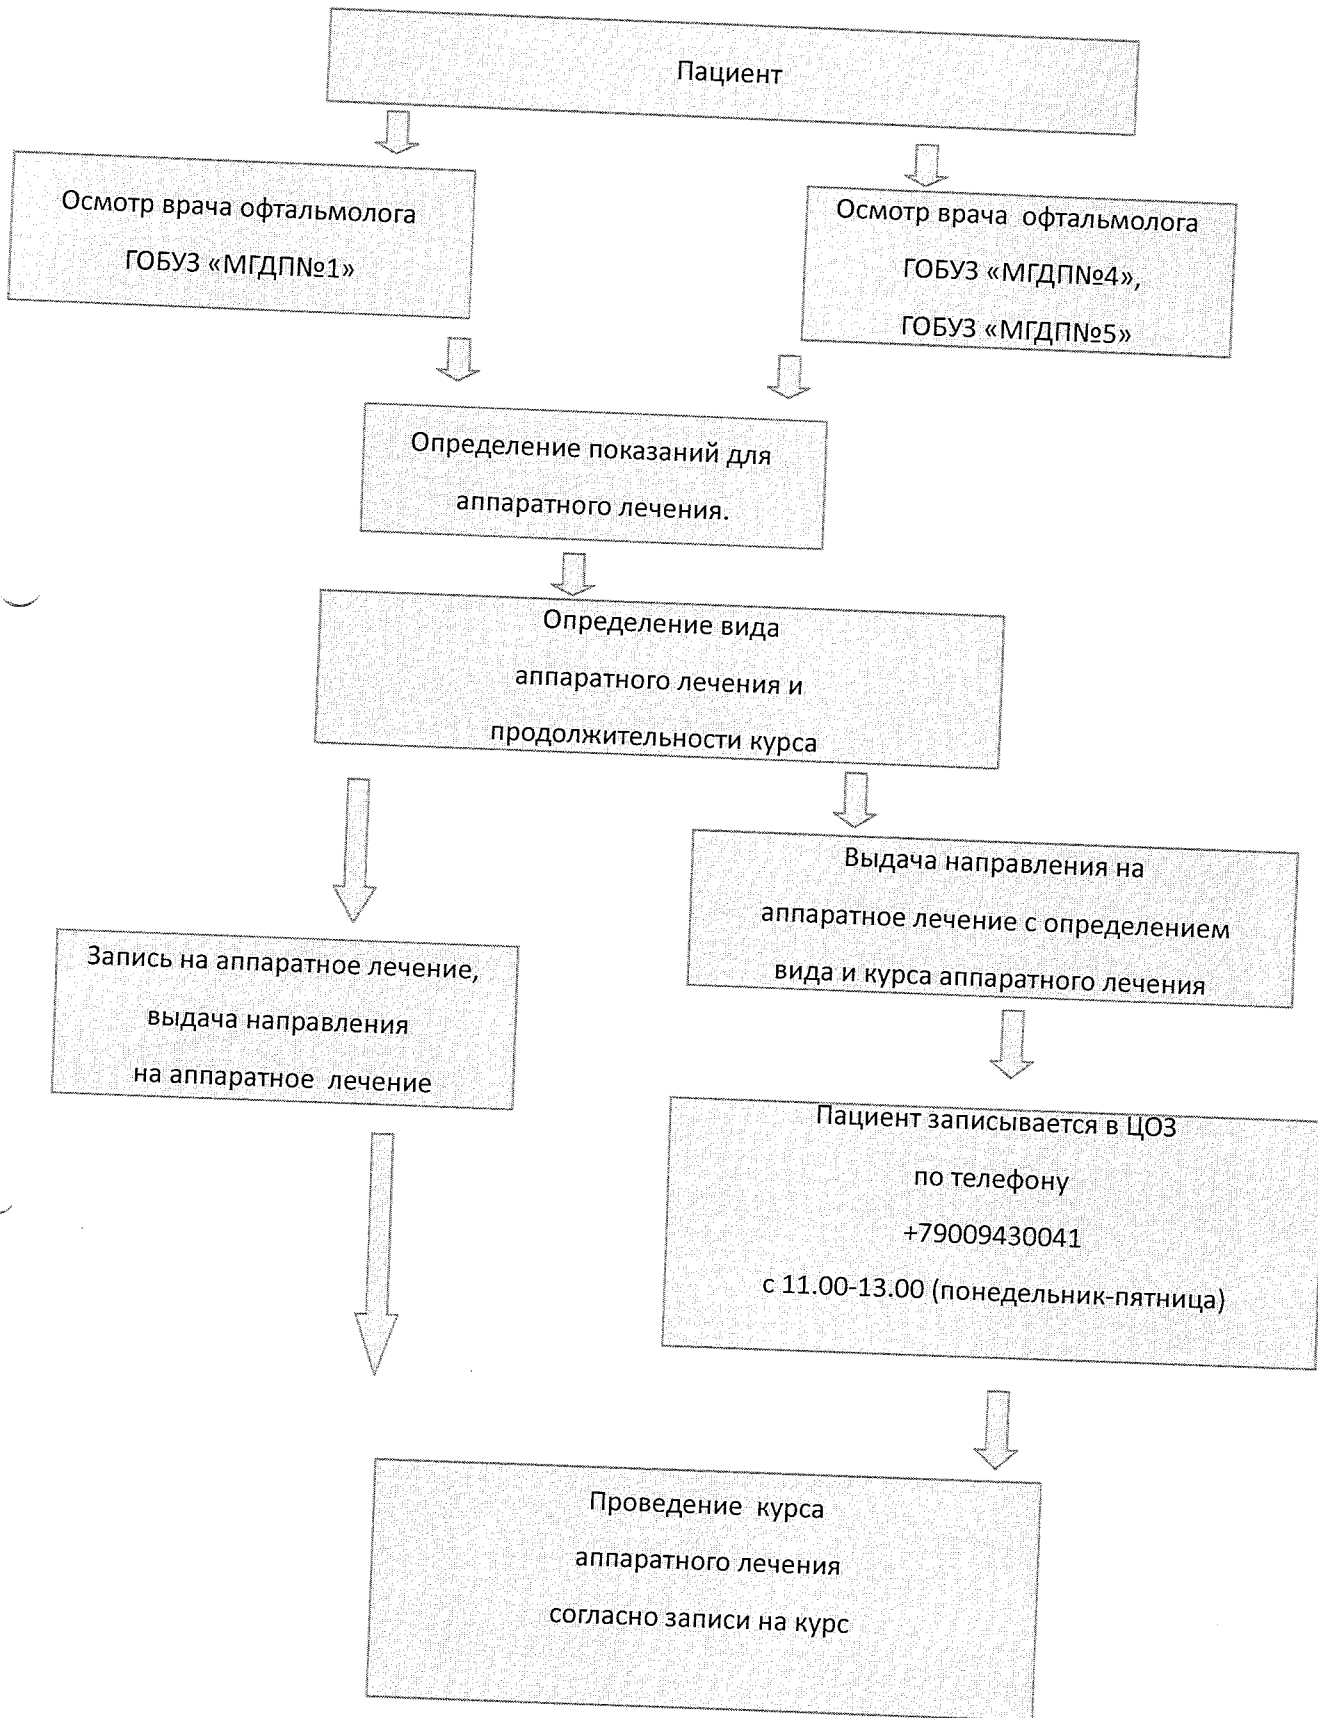 Пациент
Осмотр врача офтальмолога
ГОБУЗ «МГДП№1»
Осмотр врача офтальмолога
ГОБУЗ «МГДП№4»,
ГОБУЗ «МГДП№5»
Определение показаний для
аппаратного лечения.
Определение вида
аппаратного лечения и
продолжительности курса
Запись на аппаратное лечение,
выдача направления
на аппаратное лечение
Выдача направления на
аппаратное лечение с определением
вида и курса аппаратного лечения
Пациент записывается в ЦОЗ
по телефону
+79009430041
с 11.00-13.00 (понедельник-пятница)
Проведение курса
аппаратного лечения
согласно записи на курс